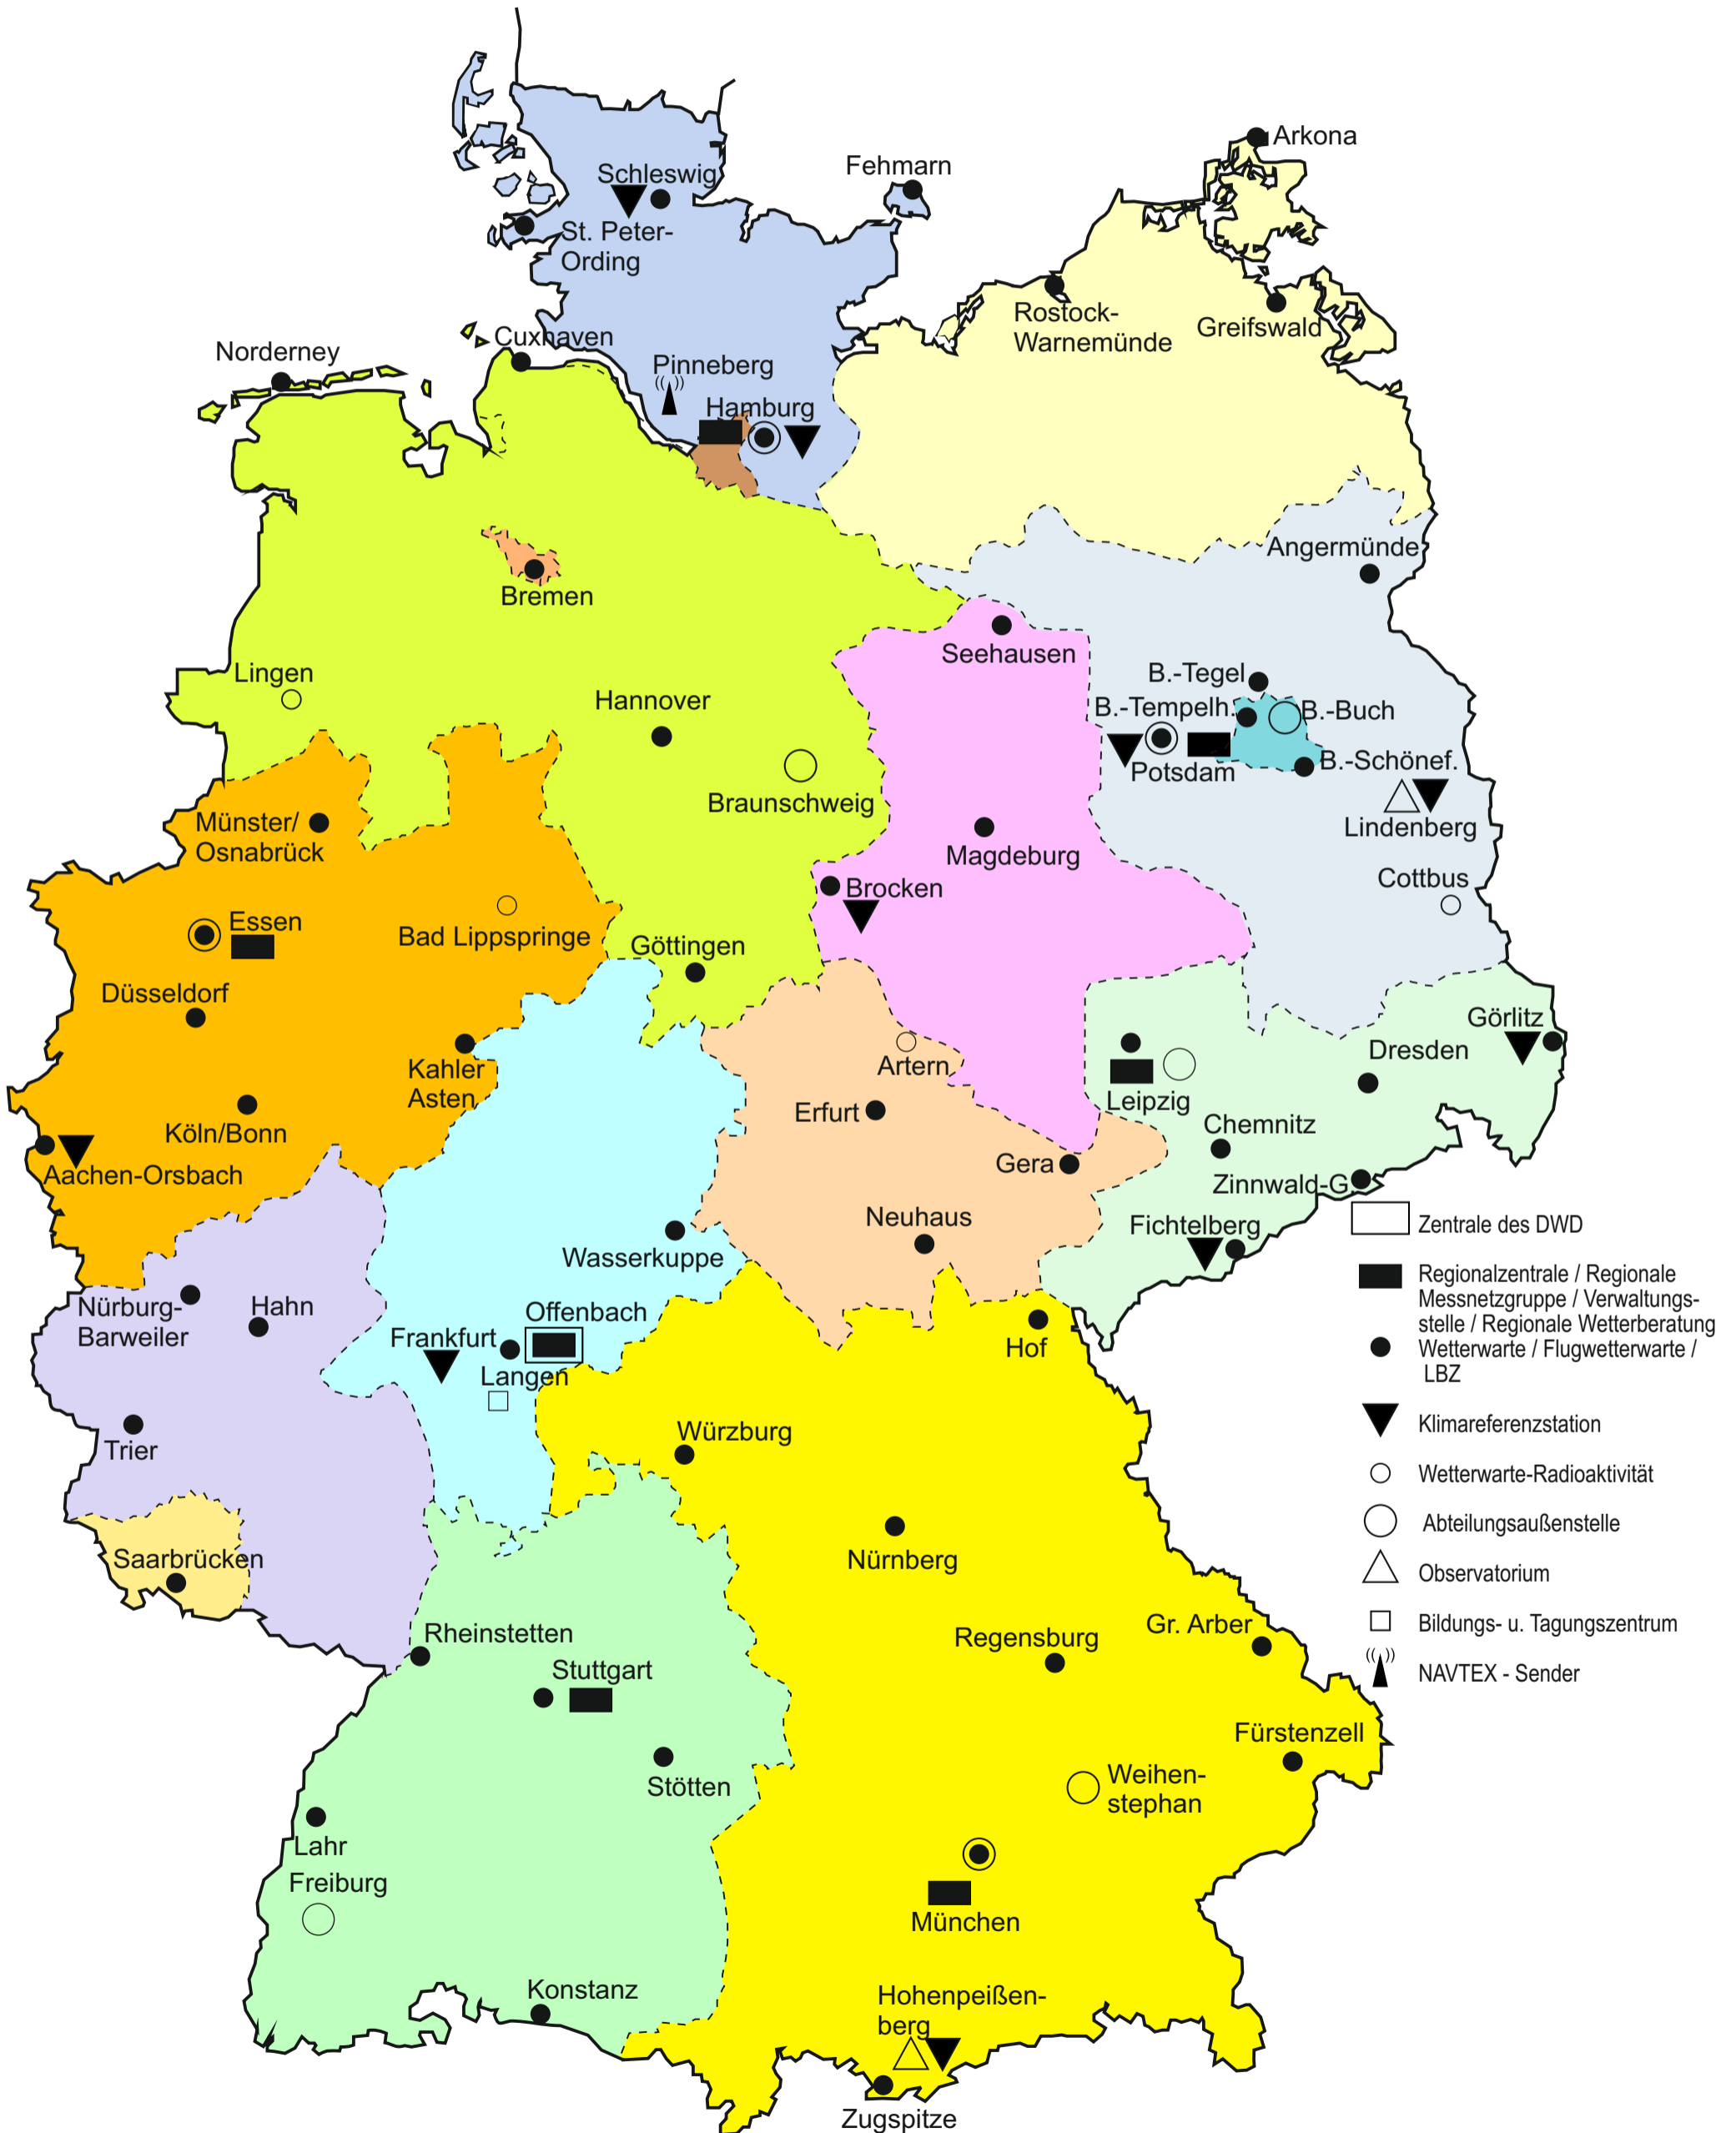 Arkona
Fehmarn
Schleswig
St. Peter-
Ording
Rostock-
Warnemünde
Greifswald
Cuxhaven
Norderney
Pinneberg
Hamburg
Angermünde
Bremen
Seehausen
Lingen
Hannover
B.-Tegel
B.-Tempelh.
B.-Buch
B.-Schönef.
Potsdam
Braunschweig
Lindenberg
Münster/
Osnabrück
Magdeburg
Brocken
Cottbus
Essen
Bad Lippspringe
Göttingen
Düsseldorf
Görlitz
Dresden
Kahler
Asten
Artern
Leipzig
Erfurt
Köln/Bonn
Chemnitz
Aachen-Orsbach
Gera
Zinnwald-G.
Neuhaus
Fichtelberg
Wasserkuppe
Nürburg-
Barweiler
Hahn
Offenbach
Frankfurt
Langen
Hof
Trier
Würzburg
Saarbrücken
Nürnberg
Rheinstetten
Regensburg
Gr. Arber
Stuttgart
Fürstenzell
Stötten
Weihen-
stephan
Lahr
Freiburg
München
Konstanz
Hohenpeißen-
berg
Zugspitze
Zentrale des DWD
Regionalzentrale / Regionale
Messnetzgruppe / Verwaltungs-
stelle / Regionale Wetterberatung
Wetterwarte / Flugwetterwarte /
LBZ
Klimareferenzstation
Wetterwarte-Radioaktivität
Abteilungsaußenstelle
Observatorium
Bildungs- u. Tagungszentrum
NAVTEX - Sender